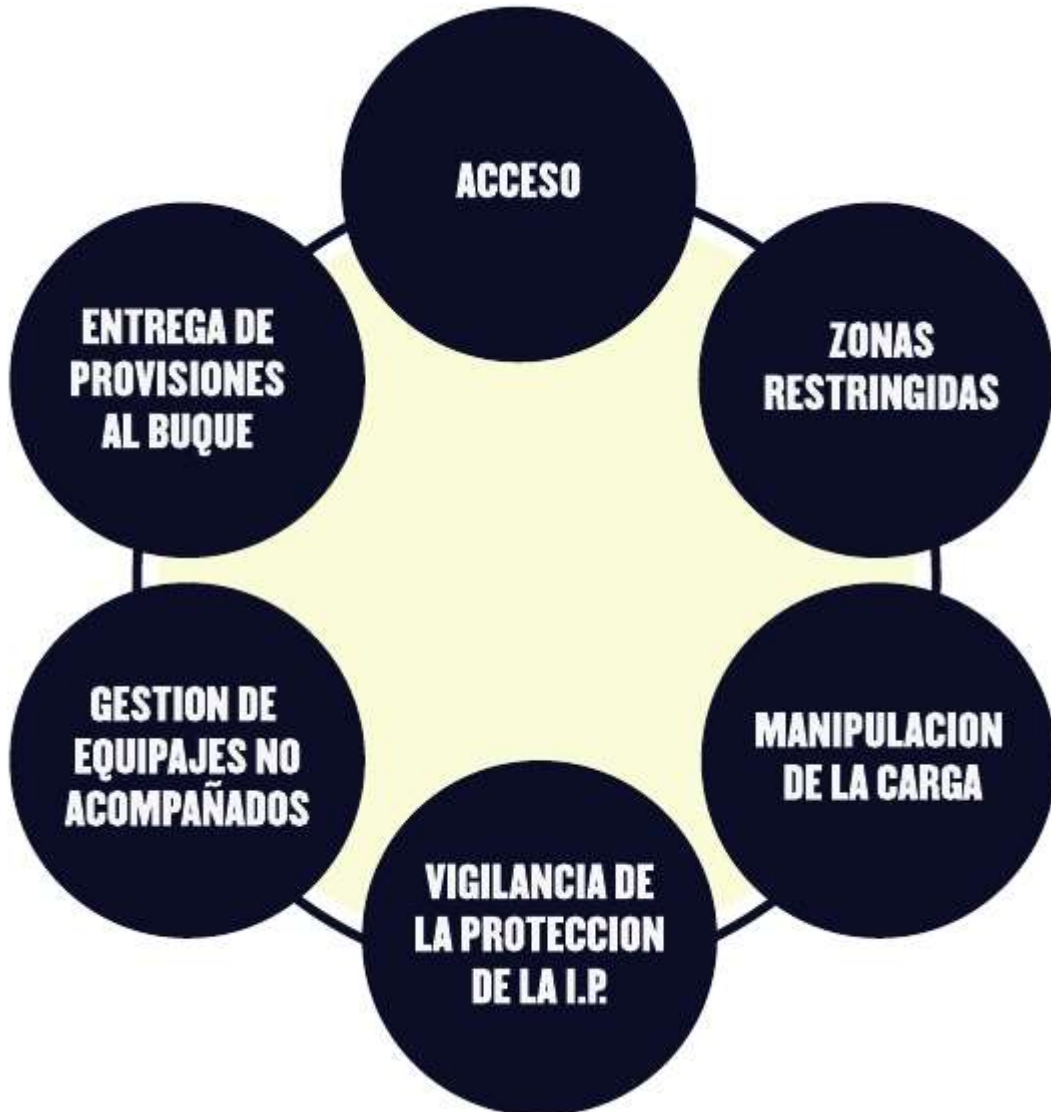 ACCESO
ZONAS
RESTRINGIDAS
MANIPULACION
DE LA CARGA
VIGILANCIA DE
LA PROTECCION
DE LA I.P.
GESTION DE
EQUIPAJES NO
ACOMPAÑADOS
ENTREGA DE
PROVISIONES
AL BUQUE